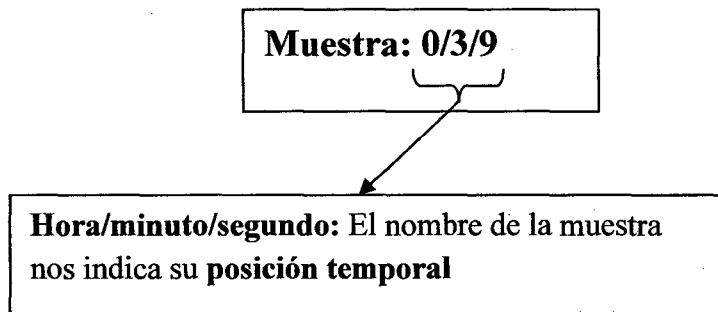 Muestra: 0/3/9
Hora/minuto/segundo: El nombre de la muestra
nos indica su posición temporal